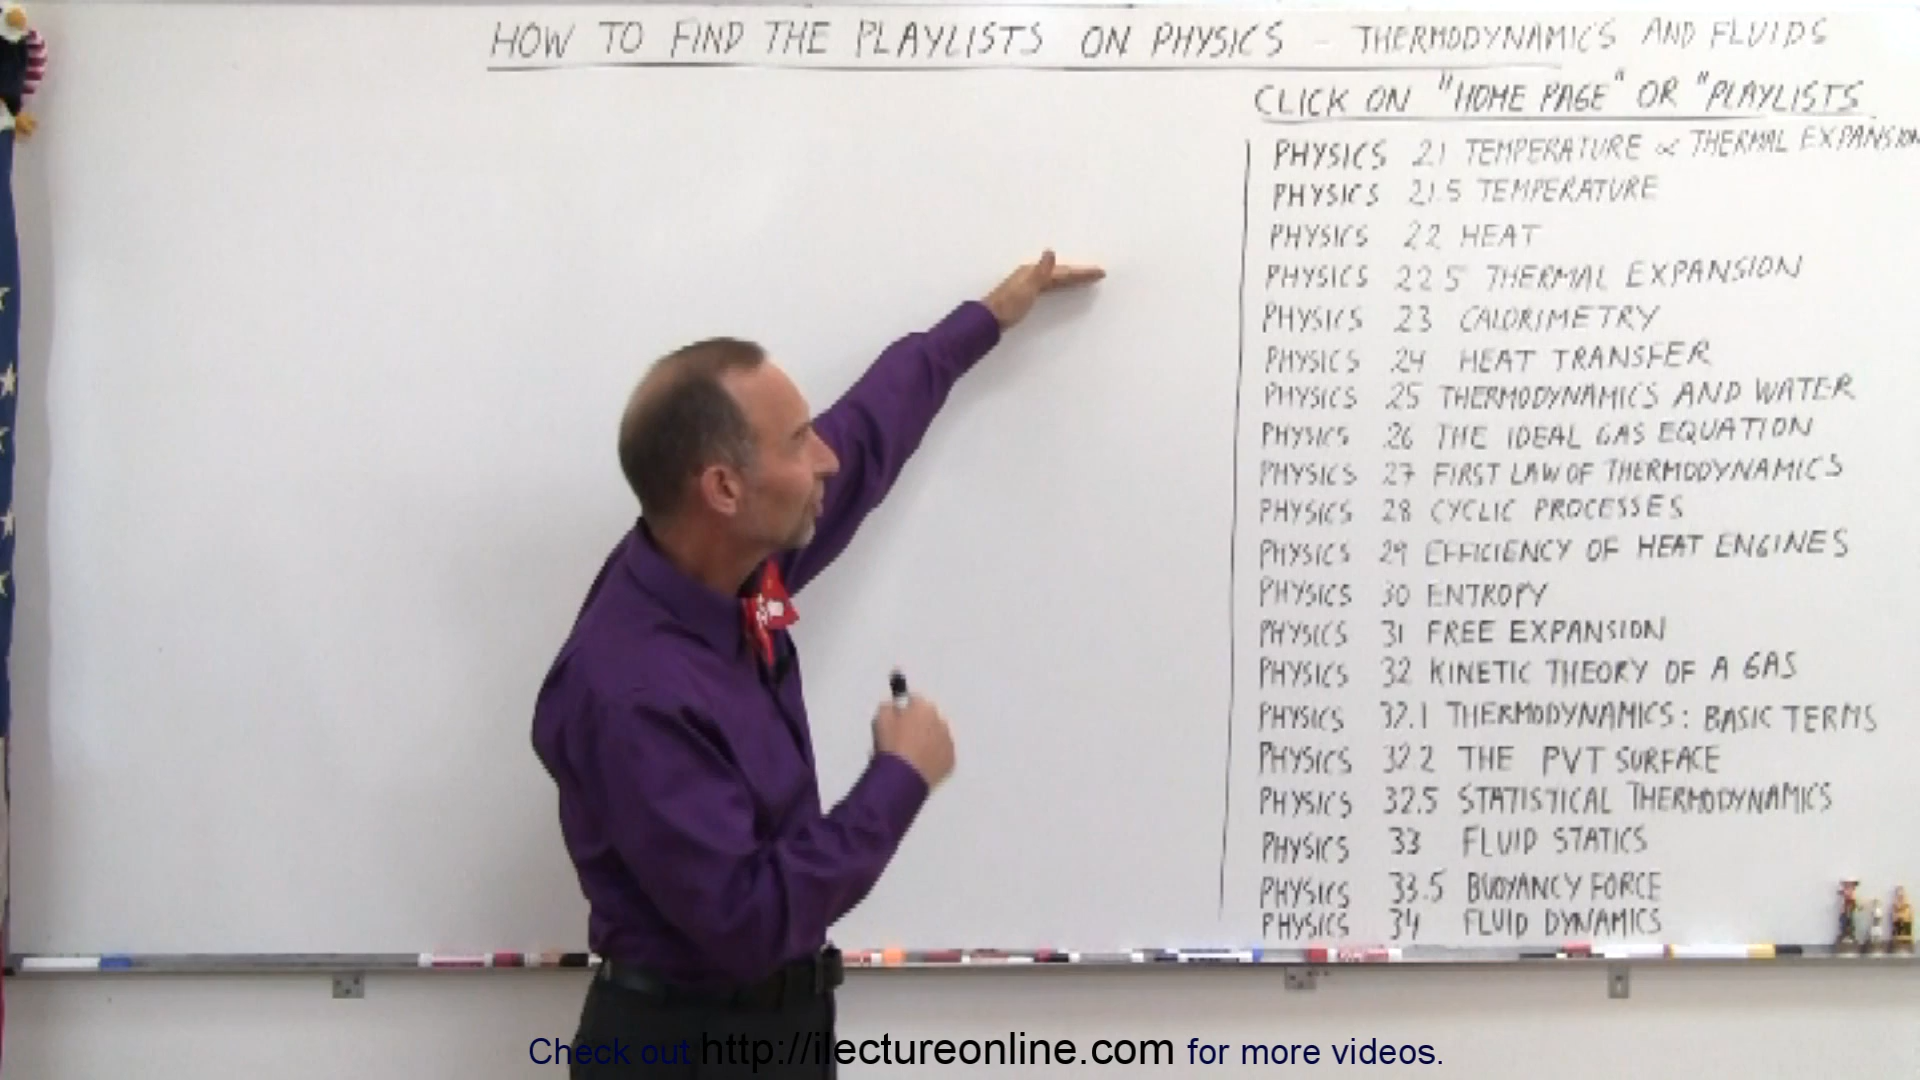 HOW TO FIND THE PLAYLISTS ON PHYSICS - THERMODYNAMICS AND FLUIDS
CLICK ON "HOME PAGE" OR "PLAYLISTS
PHYSICS 21 TEMPERATURE & THERMAL EXPANSION
PHYSICS 21.5 TEMPERATURE
PHYSICS 22 HEAT
PHYSICS 22.5 THERMAL EXPANSION
PHYSICS 23 CALORIMETRY
PHYSICS 24 HEAT TRANSFER
PHYSICS 25 THERMODYNAMICS AND WATER
PHYSICS 26 THE IDEAL GAS EQUATION
PHYSICS 27 FIRST LAW OF THERMODYNAMICS
PHYSICS 28 CYCLIC PROCESSES
PHYSICS 29 EFFICIENCY OF HEAT ENGINES
PHYSICS 30 ENTROPY
PHYSICS 31 FREE EXPANSION
PHYSICS 32 KINETIC THEORY OF A GAS
PHYSICS 32.1 THERMODYNAMICS: BASIC TERMS
PHYSICS 32.2 THE PVT SURFACE
PHYSICS 32.5 STATISTICAL THERMODYNAMICS
PHYSICS 33 FLUID STATICS
PHYSICS 33.5 BUOYANCY FORCE
PHYSICS 34 FLUID DYNAMICS
Check out http://ilectureonline.com for more videos.